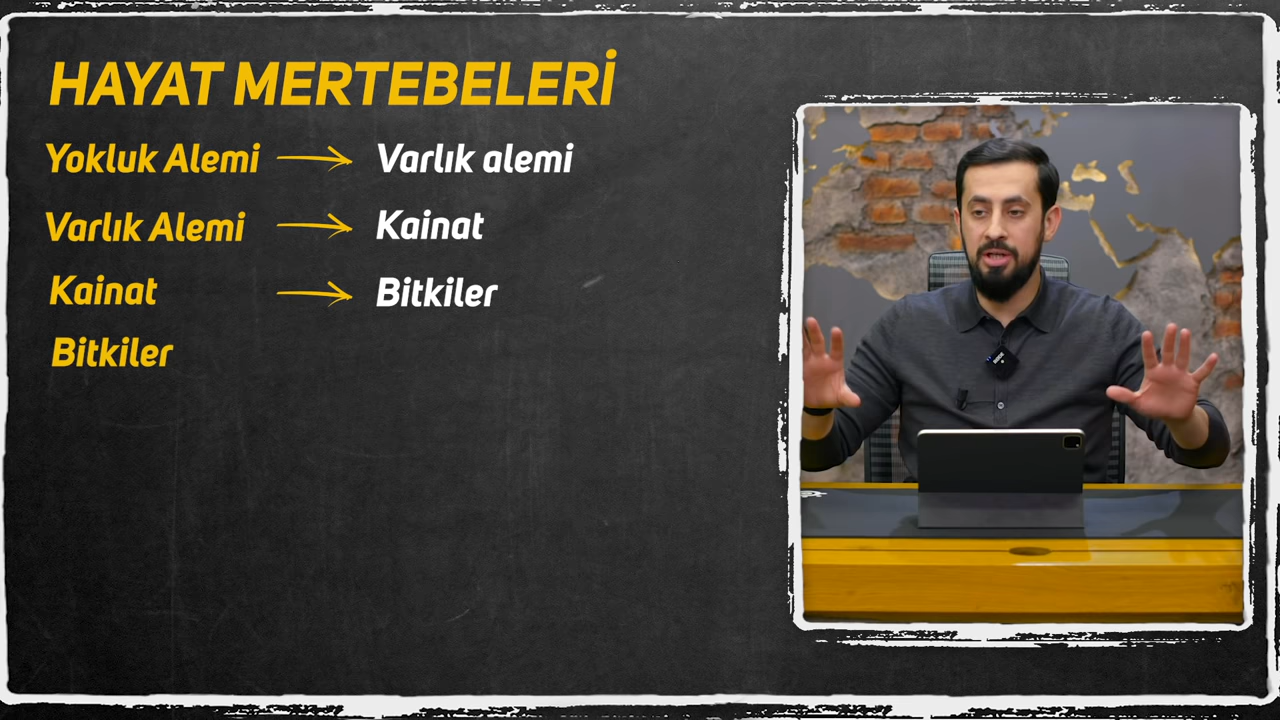 HAYAT MERTEBELERİ
Yokluk Alemi → Varlık alemi
Varlık Alemi → Kainat
Kainat → Bitkiler
Bitkiler